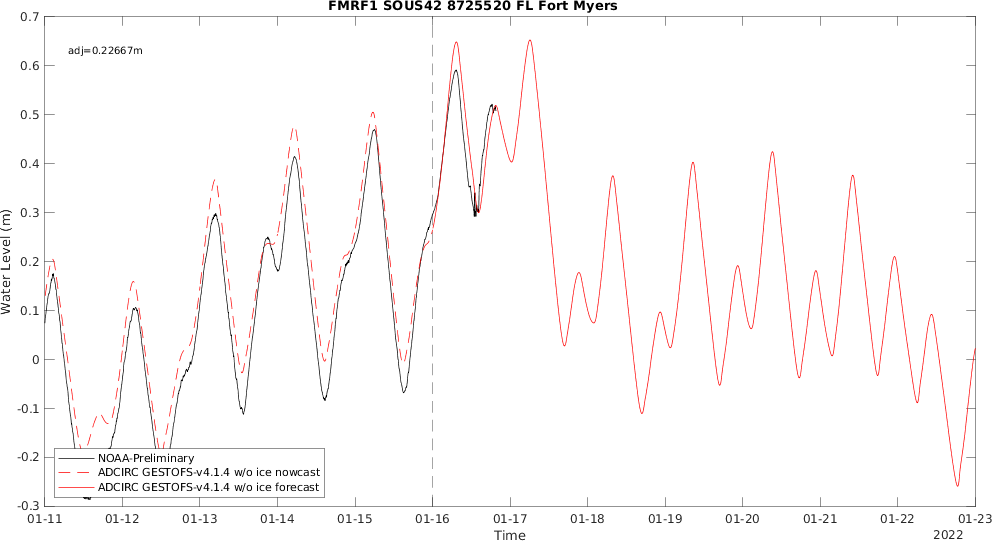 FMRF1 SOUS42 8725520 FL Fort Myers
adj=0.22667m
Water Level (m)
0.7
0.6
0.5
0.4
0.3
0.2
0.1
0
-0.1
-0.2
-0.3
NOAA-Preliminary
ADCIRC GESTOFS-v4.1.4 w/o ice nowcast
ADCIRC GESTOFS-v4.1.4 w/o ice forecast
01-11 01-12 01-13 01-14 01-15 01-16 01-17 01-18 01-19 01-20 01-21 01-22 01-23
Time
2022